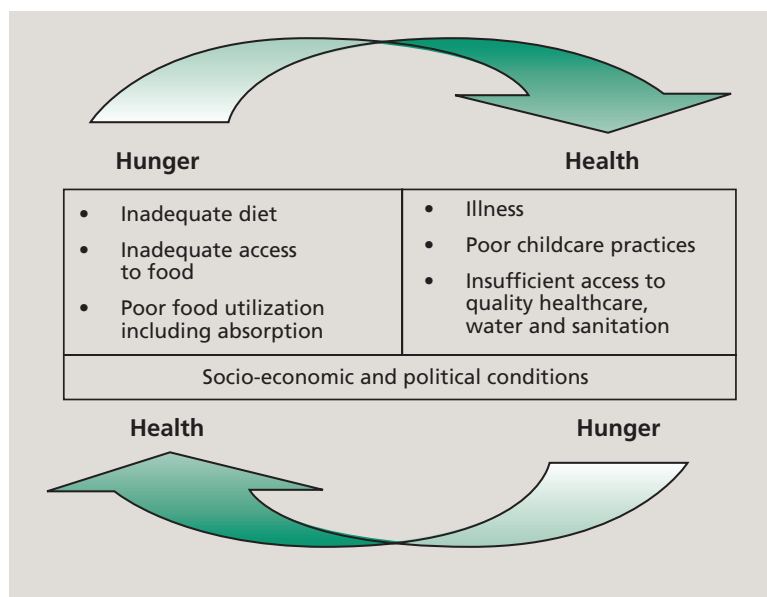 Hunger
Health
• Inadequate diet
• Inadequate access
to food
• Poor food utilization
including absorption
• Illness
• Poor childcare practices
• Insufficient access to
quality healthcare,
water and sanitation
Socio-economic and political conditions
Health
Hunger